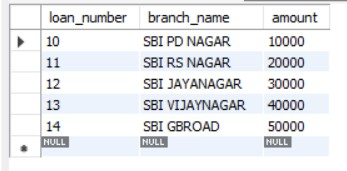 loan_number branch_name amount
10 SBI PD NAGAR 10000
11 SBI RS NAGAR 20000
12 SBI JAYANAGAR 30000
13 SBI VIJAYNAGAR 40000
14 SBI GBROAD 50000
NULL NULL NULL